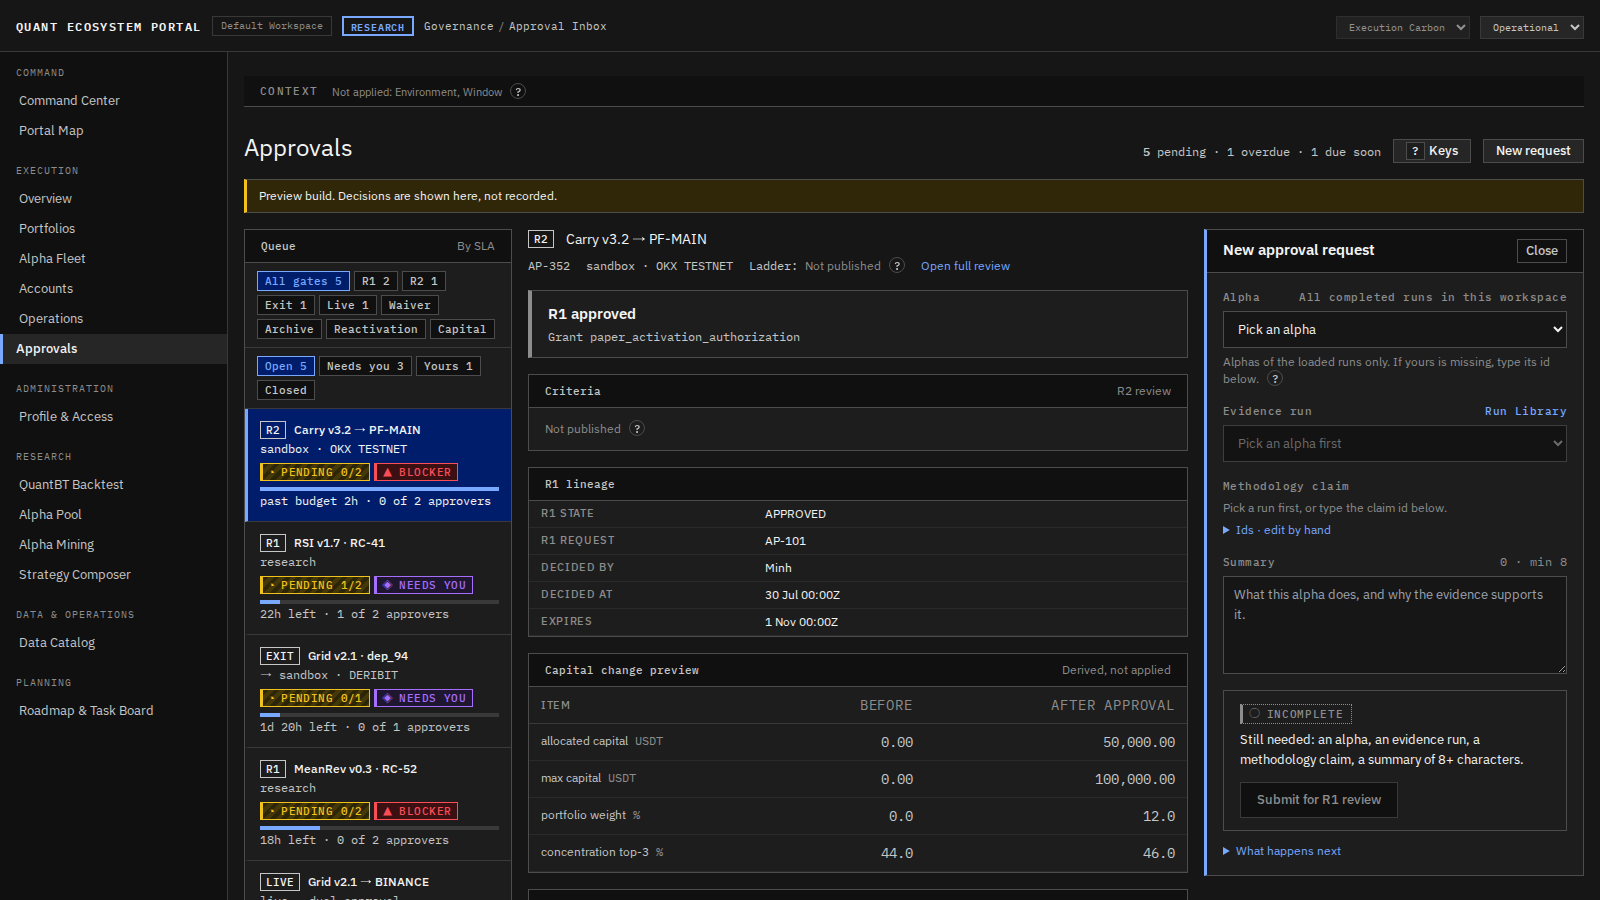 QUANT ECOSYSTEM PORTAL Default Workspace RESEARCH Governance / Approval Inbox Execution Carbon Operational
COMMAND
Command Center
Portal Map
EXECUTION
Overview
Portfolios
Alpha Fleet
Accounts
Operations
Approvals
ADMINISTRATION
Profile & Access
RESEARCH
QuantBT Backtest
Alpha Pool
Alpha Mining
Strategy Composer
DATA & OPERATIONS
Data Catalog
PLANNING
Roadmap & Task Board
CONTEXT Not applied: Environment, Window ?
Approvals
5 pending · 1 overdue · 1 due soon ? Keys New request
Preview build. Decisions are shown here, not recorded.
Queue By SLA
All gates 5 R1 2 R2 1
Exit 1 Live 1 Waiver
Archive Reactivation Capital
Open 5 Needs you 3 Yours 1
Closed
R2 Carry v3.2 → PF-MAIN
sandbox · OKX TESTNET
PENDING 0/2 BLOCKER
past budget 2h · 0 of 2 approvers
R1 RSI v1.7 · RC-41
research
PENDING 1/2 NEEDS YOU
22h left · 1 of 2 approvers
EXIT Grid v2.1 · dep_94
→ sandbox · DERIBIT
PENDING 0/1 NEEDS YOU
1d 20h left · 0 of 1 approvers
R1 MeanRev v0.3 · RC-52
research
PENDING 0/2 BLOCKER
18h left · 0 of 2 approvers
LIVE Grid v2.1 → BINANCE
R2 Carry v3.2 → PF-MAIN
AP-352 sandbox · OKX TESTNET Ladder: Not published ? Open full review
R1 approved
Grant paper_activation_authorization
Criteria R2 review
Not published ?
R1 lineage
R1 STATE APPROVED
R1 REQUEST AP-101
DECIDED BY Minh
DECIDED AT 30 Jul 00:00Z
EXPIRES 1 Nov 00:00Z
Capital change preview Derived, not applied
ITEM BEFORE AFTER APPROVAL
allocated capital USDT 0.00 50,000.00
max capital USDT 0.00 100,000.00
portfolio weight % 0.0 12.0
concentration top-3 % 44.0 46.0
New approval request Close
Alpha All completed runs in this workspace
Pick an alpha
Alphas of the loaded runs only. If yours is missing, type its id
below. ?
Evidence run Run Library
Pick an alpha first
Methodology claim
Pick a run first, or type the claim id below.
Ids · edit by hand
Summary 0 · min 8
What this alpha does, and why the evidence supports
it.
INCOMPLETE
Still needed: an alpha, an evidence run, a
methodology claim, a summary of 8+ characters.
Submit for R1 review
What happens next